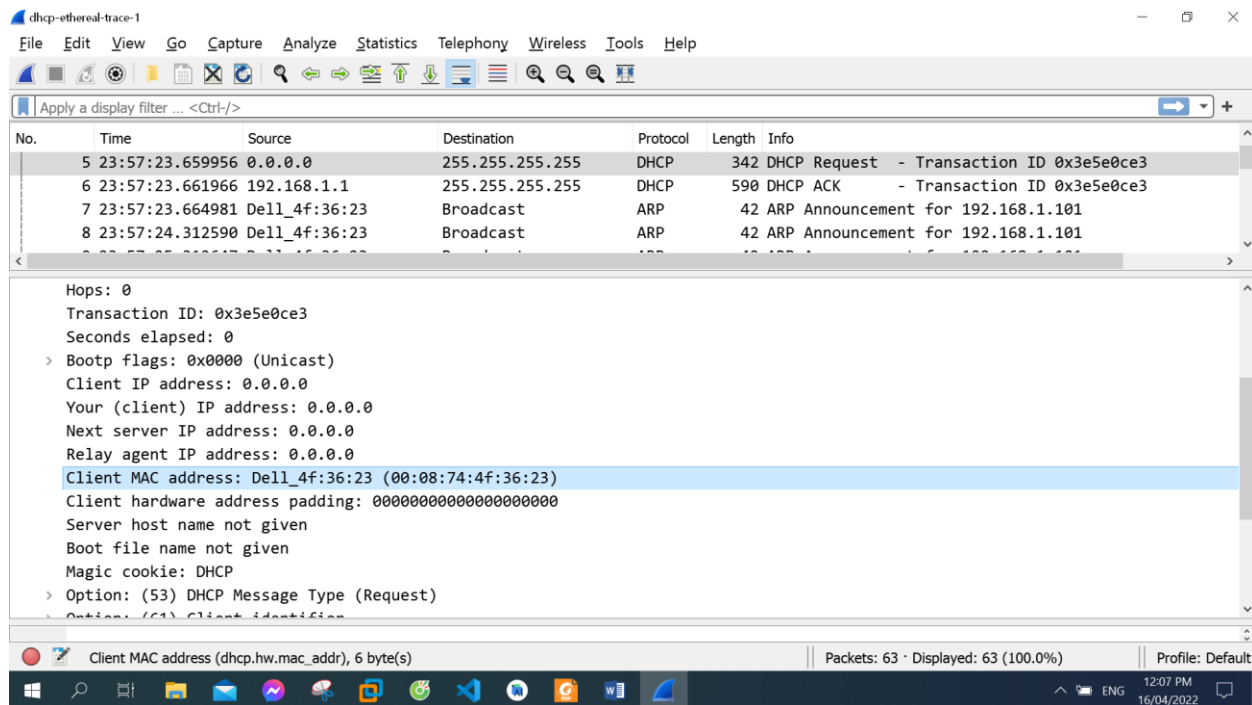 dhcp-ethereal-trace-1
File Edit View Go Capture Analyze Statistics Telephony Wireless Tools Help
Apply a display filter ... <Ctrl-/>
No. Time Source Destination Protocol Length Info
5 23:57:23.659956 0.0.0.0 255.255.255.255 DHCP 342 DHCP Request - Transaction ID 0x3e5e0ce3
6 23:57:23.661966 192.168.1.1 255.255.255.255 DHCP 590 DHCP ACK - Transaction ID 0x3e5e0ce3
7 23:57:23.664981 Dell_4f:36:23 Broadcast ARP 42 ARP Announcement for 192.168.1.101
8 23:57:24.312590 Dell_4f:36:23 Broadcast ARP 42 ARP Announcement for 192.168.1.101
Hops: 0
Transaction ID: 0x3e5e0ce3
Seconds elapsed: 0
Bootp flags: 0x0000 (Unicast)
Client IP address: 0.0.0.0
Your (client) IP address: 0.0.0.0
Next server IP address: 0.0.0.0
Relay agent IP address: 0.0.0.0
Client MAC address: Dell_4f:36:23 (00:08:74:4f:36:23)
Client hardware address padding: 00000000000000000000
Server host name not given
Boot file name not given
Magic cookie: DHCP
Option: (53) DHCP Message Type (Request)
Option: (61) Client identifier
Client MAC address (dhcp.hw.mac_addr), 6 byte(s) Packets: 63 · Displayed: 63 (100.0%) Profile: Default
ENG 12:07 PM
16/04/2022